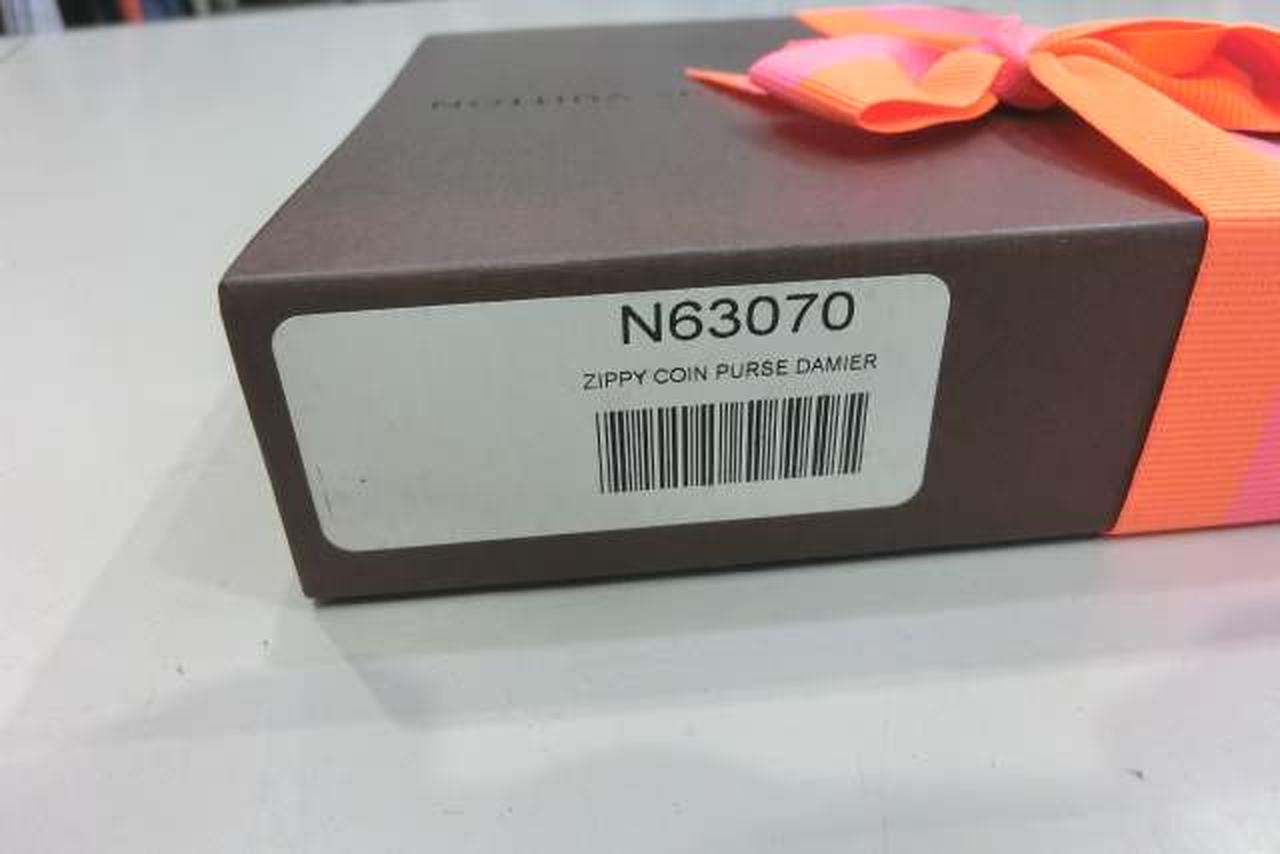 N63070
ZIPPY COIN PURSE DAMIER